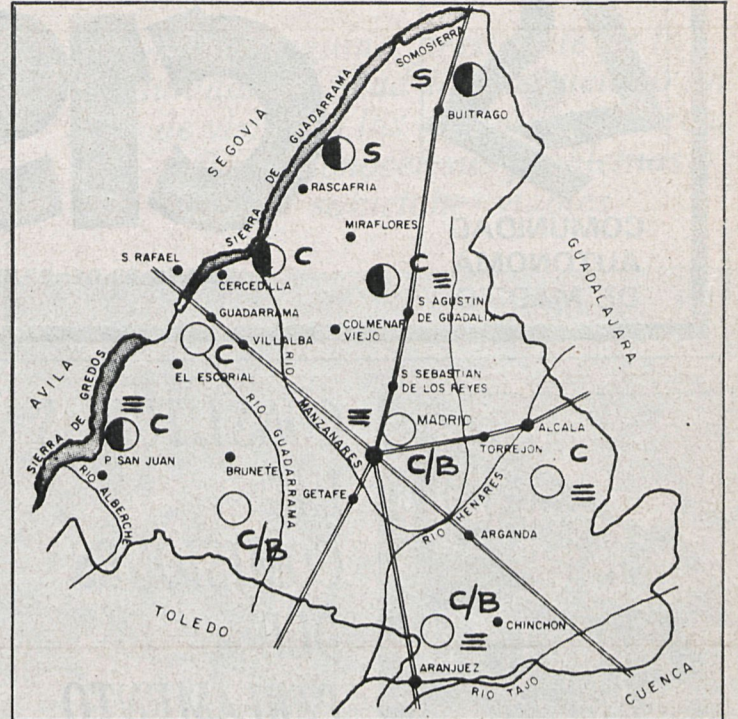 SOMOSIERRA
S
BUITRAGO
SEGOVIA
SIERRA DE GUADARRAMA
S
RASCAFRIA
MIRAFLORES
GUADALAJARA
S RAFAEL
C
CERCEDILLA
C
GUADARRAMA
S AGUSTIN
DE GUADALIX
COLMENAR
VIEJO
VILLALBA
C
EL ESCORIAL
S SEBASTIAN
DE LOS REYES
AVILA
SIERRA DE GREDOS
C
RIO MANZANARES
RIO GUADARRAMA
MADRID
ALCALA
TORREJON
C/B
C
P SAN JUAN
RIO ALBERCHE
BRUNETE
GETAFE
RIO HENARES
ARGANDA
C/B
C/B
CHINCHON
TOLEDO
ARANJUEZ
RIO TAJO
CUENCA
COMUNIDAD
AUTONOMA